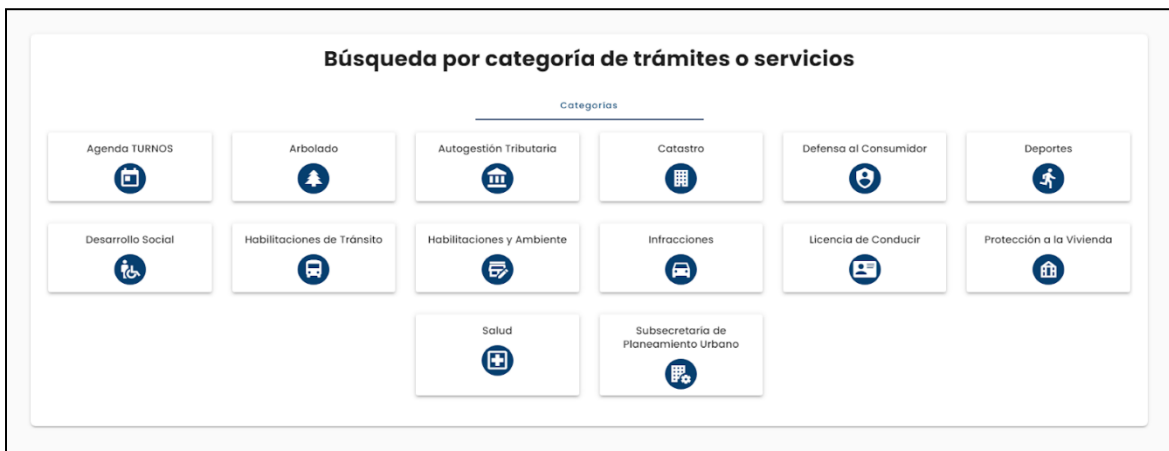 Búsqueda por categoría de trámites o servicios
Categorías
Agenda TURNOS
Arbolado
Autogestión Tributaria
Catastro
Defensa al Consumidor
Deportes
Desarrollo Social
Habilitaciones de Tránsito
Habilitaciones y Ambiente
Infracciones
Licencia de Conducir
Protección a la Vivienda
Salud
Subsecretaria de
Planeamiento Urbano